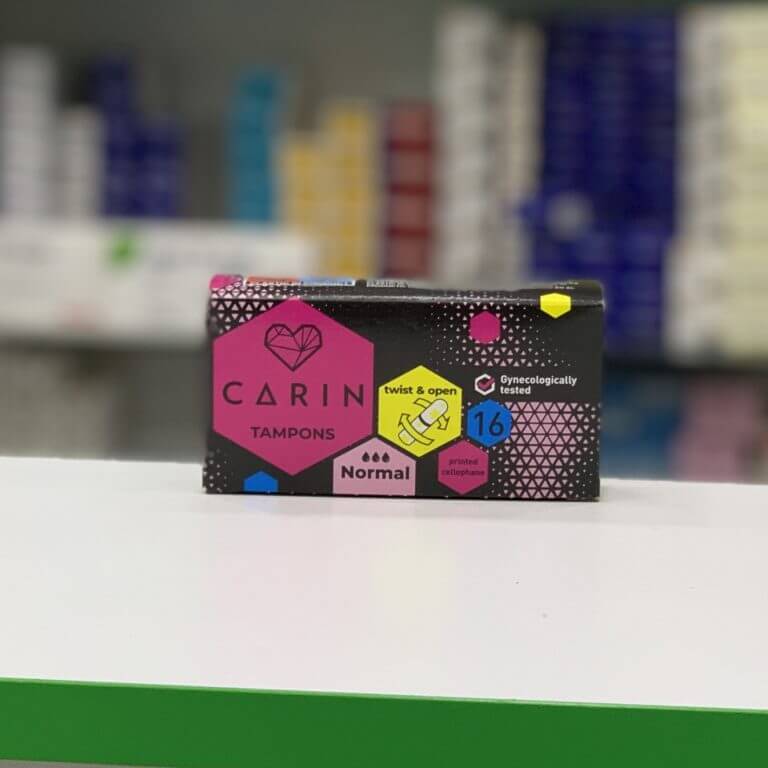 CARIN
TAMPONS
twist & open
Normal
16
printed
cellophane
Gynecologically
tested